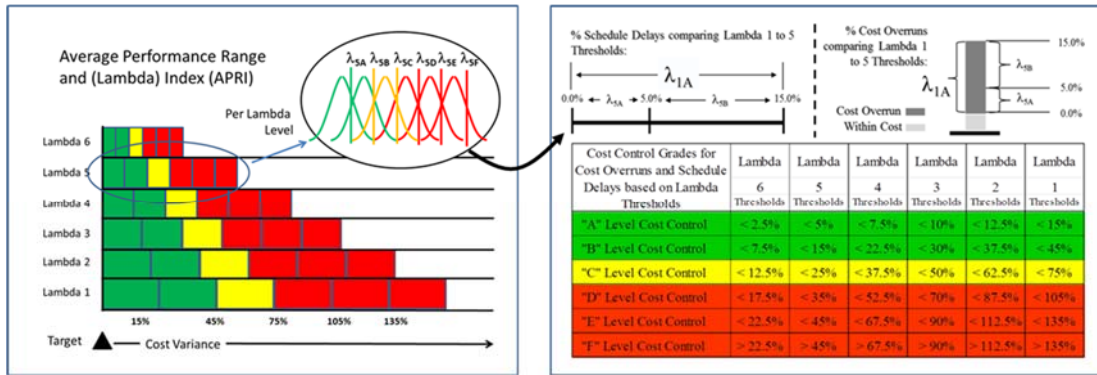 Average Performance Range
and (Lambda) Index (APRI)
λ5A λ5B λ5C λ5D λ5E λ5F
Per Lambda
Level
Lambda 6
Lambda 5
Lambda 4
Lambda 3
Lambda 2
Lambda 1
15% 45% 75% 105% 135%
Target Cost Variance
% Schedule Delays comparing Lambda 1 to 5
Thresholds:
λ1A
0.0% λ5A 5.0% λ5B 15.0%
% Cost Overruns
comparing Lambda 1
to 5 Thresholds:
λ1A
15.0%
λ5B
5.0%
λ5A
0.0%
Cost Overrun
Within Cost
Cost Control Grades for
Cost Overruns and Schedule
Delays based on Lambda
Thresholds
Lambda Lambda Lambda Lambda Lambda Lambda
6 5 4 3 2 1
Thresholds Thresholds Thresholds Thresholds Thresholds Thresholds
"A" Level Cost Control < 2.5% < 5% < 7.5% < 10% < 12.5% < 15%
"B" Level Cost Control < 7.5% < 15% < 22.5% < 30% < 37.5% < 45%
"C" Level Cost Control < 12.5% < 25% < 37.5% < 50% < 62.5% < 75%
"D" Level Cost Control < 17.5% < 35% < 52.5% < 70% < 87.5% < 105%
"E" Level Cost Control < 22.5% < 45% < 67.5% < 90% < 112.5% < 135%
"F" Level Cost Control > 22.5% > 45% > 67.5% > 90% > 112.5% > 135%